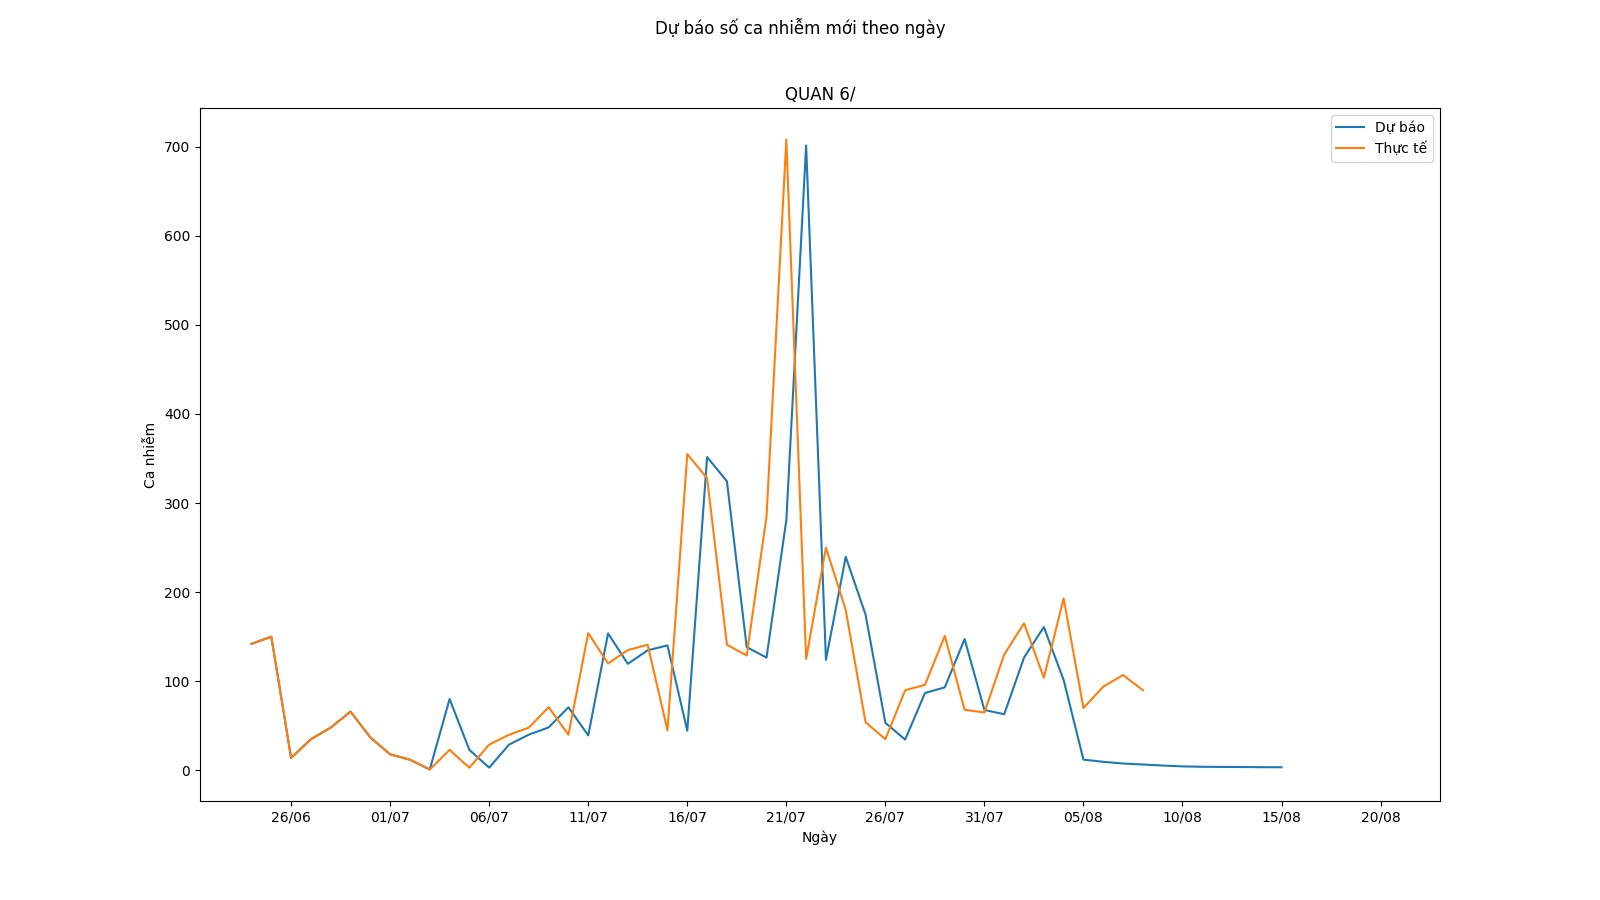 Dự báo số ca nhiễm mới theo ngày
QUAN 6/
Dự báo
Thực tế
700
600
500
400
300
200
100
0
Ca nhiễm
26/06 01/07 06/07 11/07 16/07 21/07 26/07 31/07 05/08 10/08 15/08 20/08
Ngày